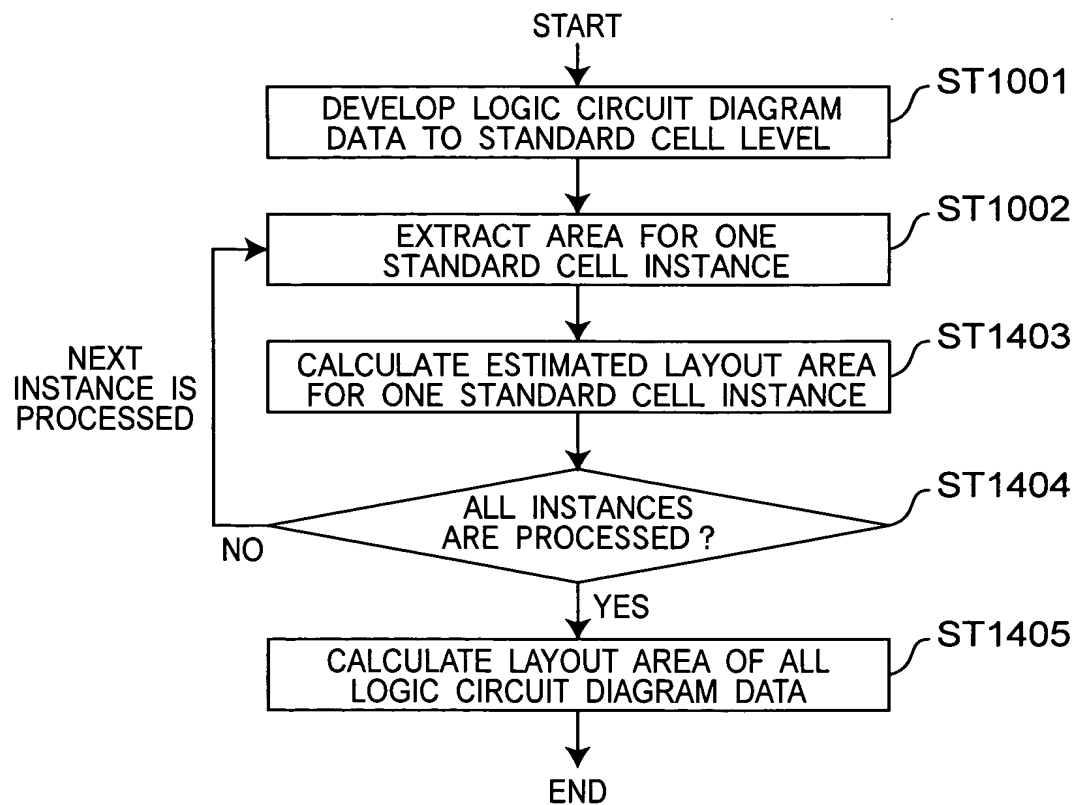 START
ST1001
DEVELOP LOGIC CIRCUIT DIAGRAM
DATA TO STANDARD CELL LEVEL
ST1002
EXTRACT AREA FOR ONE
STANDARD CELL INSTANCE
ST1403
CALCULATE ESTIMATED LAYOUT AREA
FOR ONE STANDARD CELL INSTANCE
NEXT
INSTANCE IS
PROCESSED
ST1404
ALL INSTANCES
ARE PROCESSED ?
NO
YES
ST1405
CALCULATE LAYOUT AREA OF ALL
LOGIC CIRCUIT DIAGRAM DATA
END